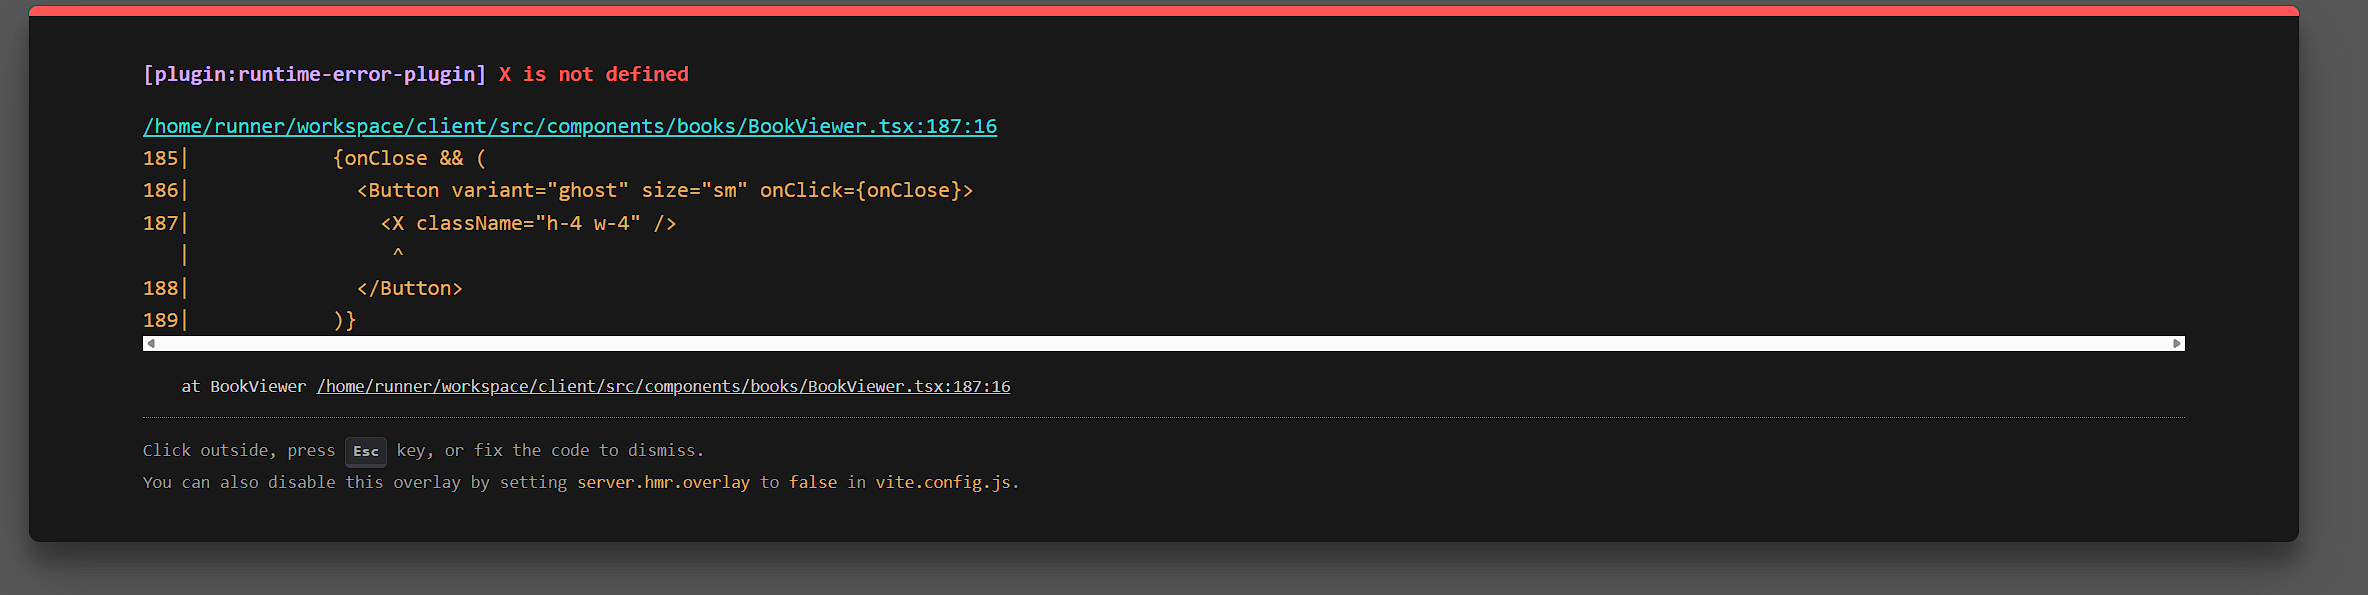 [plugin:runtime-error-plugin] X is not defined
/home/runner/workspace/client/src/components/books/BookViewer.tsx:187:16
185|            {onClose && (
186|              <Button variant="ghost" size="sm" onClick={onClose}>
187|                <X className="h-4 w-4" />
   |                 ^
188|              </Button>
189|            )}
at BookViewer /home/runner/workspace/client/src/components/books/BookViewer.tsx:187:16
Click outside, press Esc key, or fix the code to dismiss.
You can also disable this overlay by setting server.hmr.overlay to false in vite.config.js.